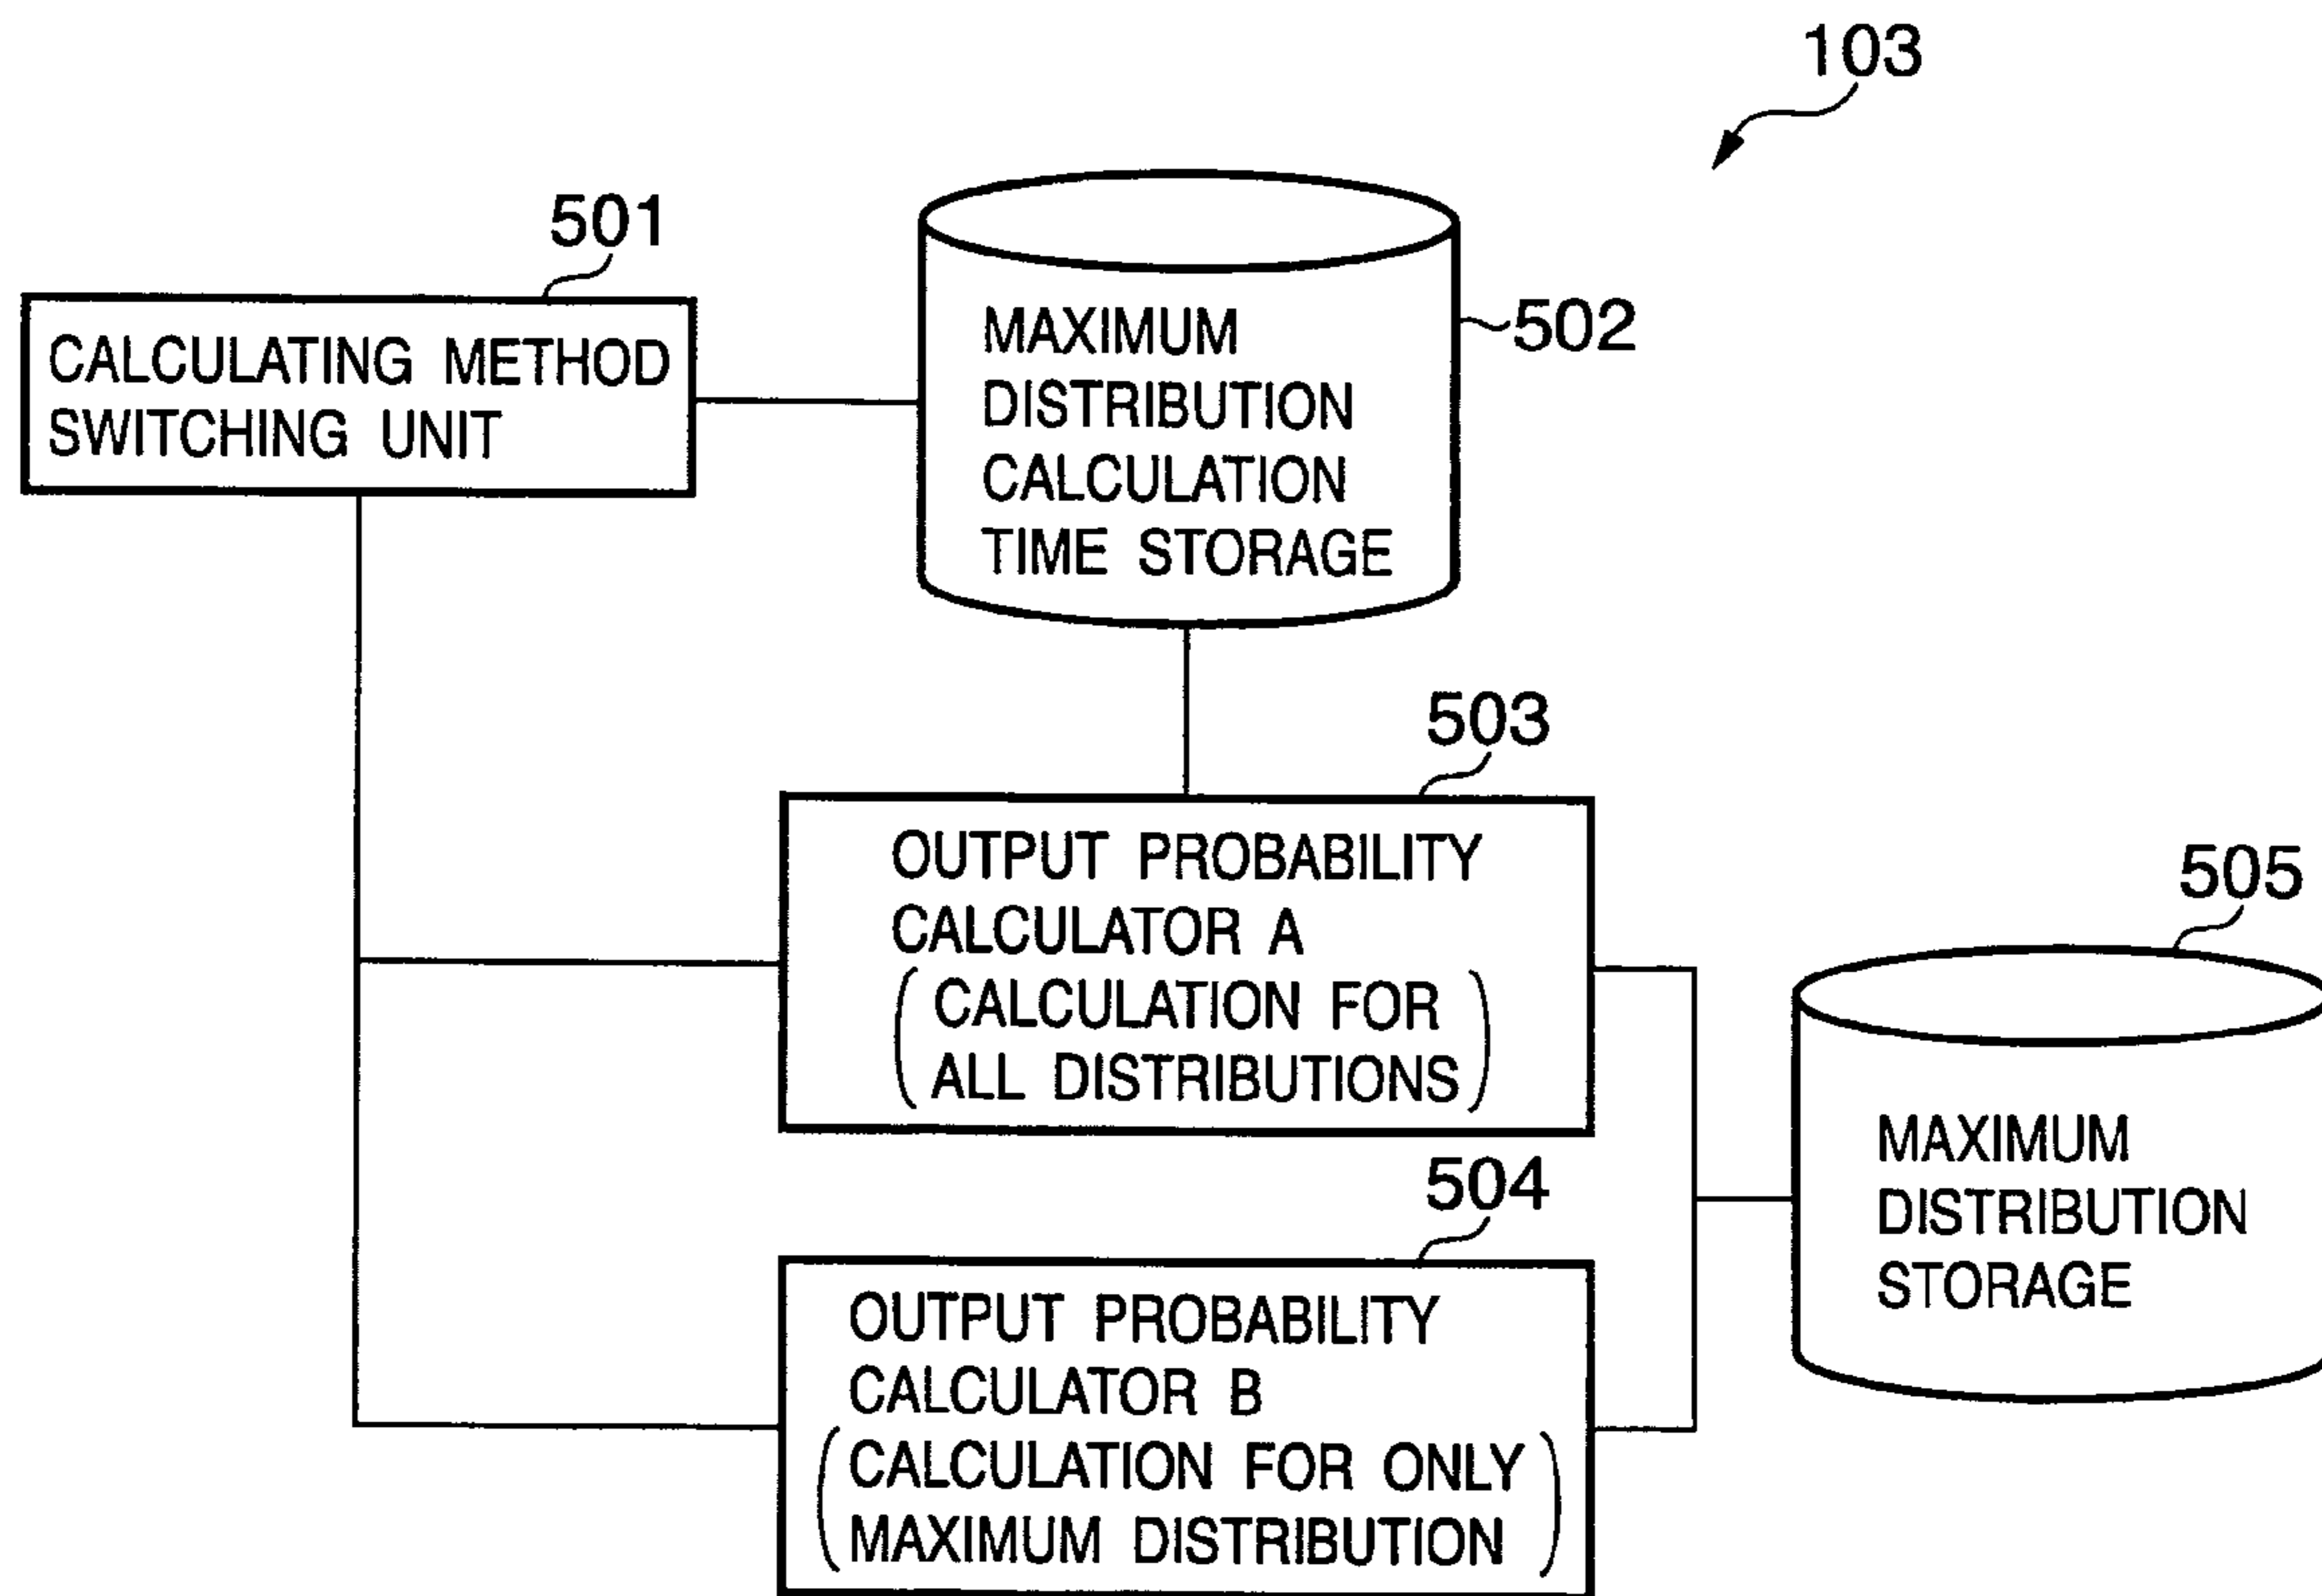 103
501
CALCULATING METHOD
SWITCHING UNIT
MAXIMUM
DISTRIBUTION
CALCULATION
TIME STORAGE
502
503
OUTPUT PROBABILITY
CALCULATOR A
( CALCULATION FOR
ALL DISTRIBUTIONS )
504
OUTPUT PROBABILITY
CALCULATOR B
( CALCULATION FOR ONLY
MAXIMUM DISTRIBUTION )
505
MAXIMUM
DISTRIBUTION
STORAGE